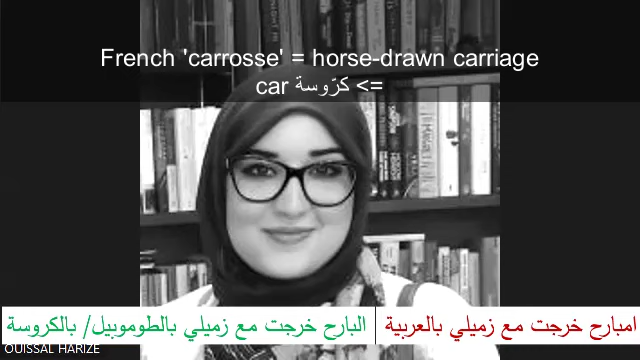 French 'carrosse' = horse-drawn carriage
=> كرّوسة car
امبارح خرجت مع زميلي بالعربية
البارح خرجت مع زميلي بالطوموبيل/ بالكروسة
OUISSAL HARIZE